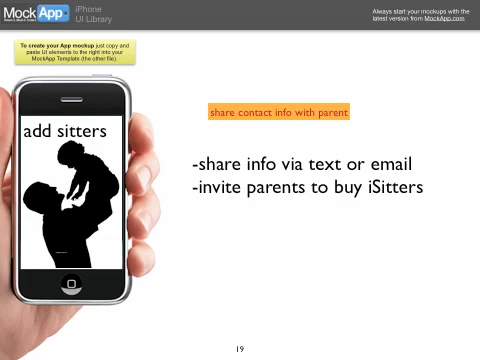 MockApp
iPhone
UI Library
Always start your mockups with the
latest version from MockApp.com
To create your App mockup just copy and
paste UI elements to the right into your
MockApp Template (the other file).
add sitters
share contact info with parent
-share info via text or email
-invite parents to buy iSitters
19